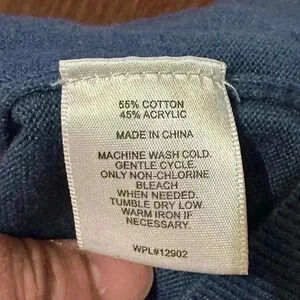 55% COTTON
45% ACRYLIC
MADE IN CHINA
MACHINE WASH COLD.
GENTLE CYCLE.
ONLY NON-CHLORINE
BLEACH
WHEN NEEDED.
TUMBLE DRY LOW.
WARM IRON IF
NECESSARY.
WPL#12902